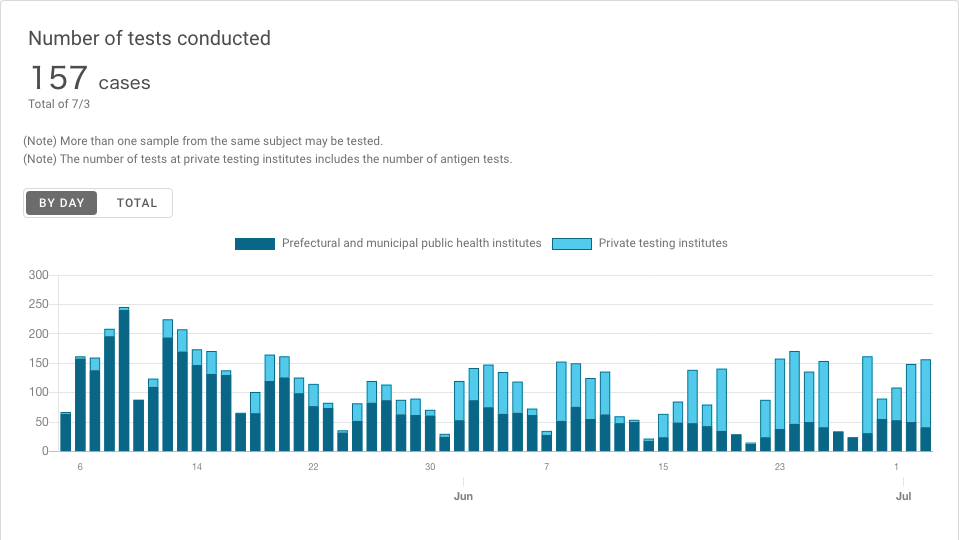 Number of tests conducted
157 cases
Total of 7/3
(Note) More than one sample from the same subject may be tested.
(Note) The number of tests at private testing institutes includes the number of antigen tests.
BY DAY TOTAL
Prefectural and municipal public health institutes Private testing institutes
300
250
200
150
100
50
0
6 14 22 30 7 15 23 1
Jun Jul